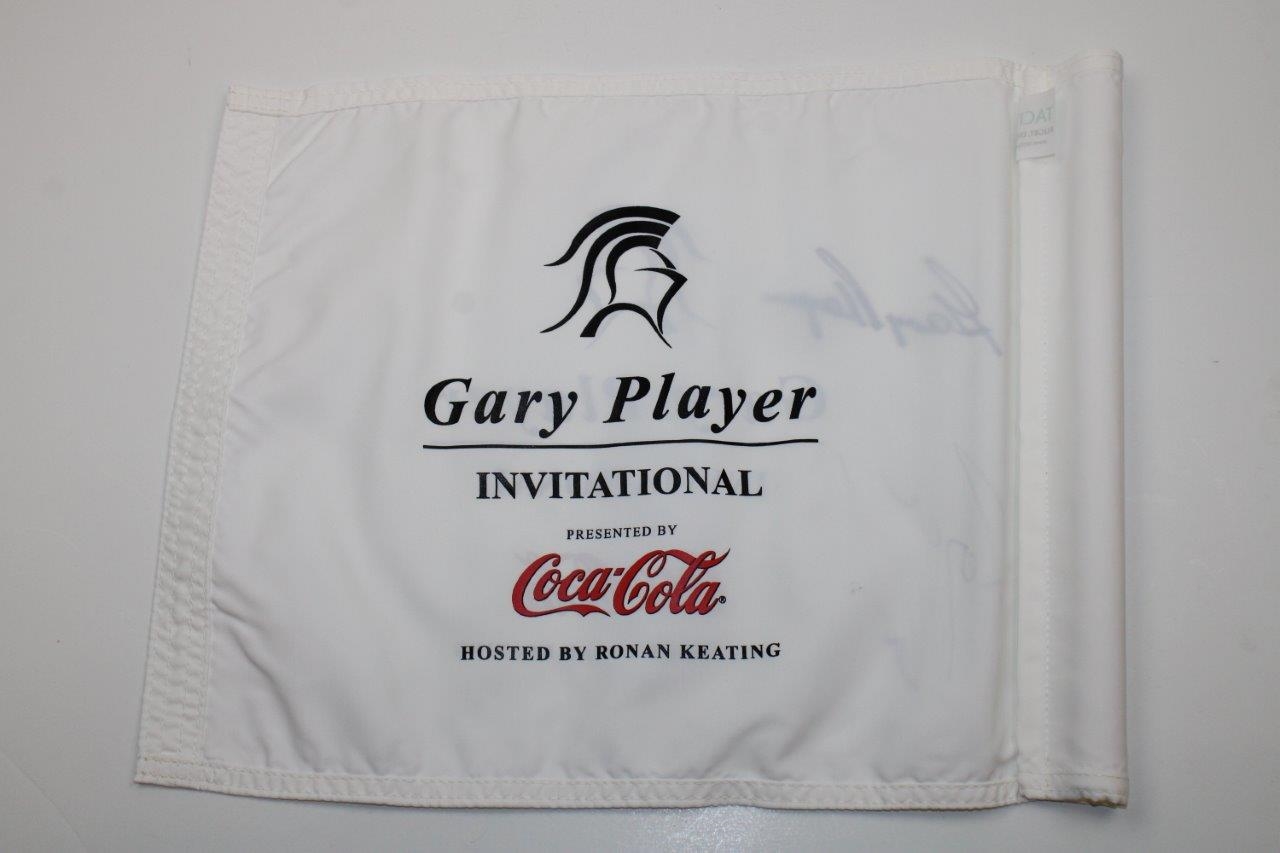 Gary Player
INVITATIONAL
PRESENTED BY
Coca-Cola®
HOSTED BY RONAN KEATING